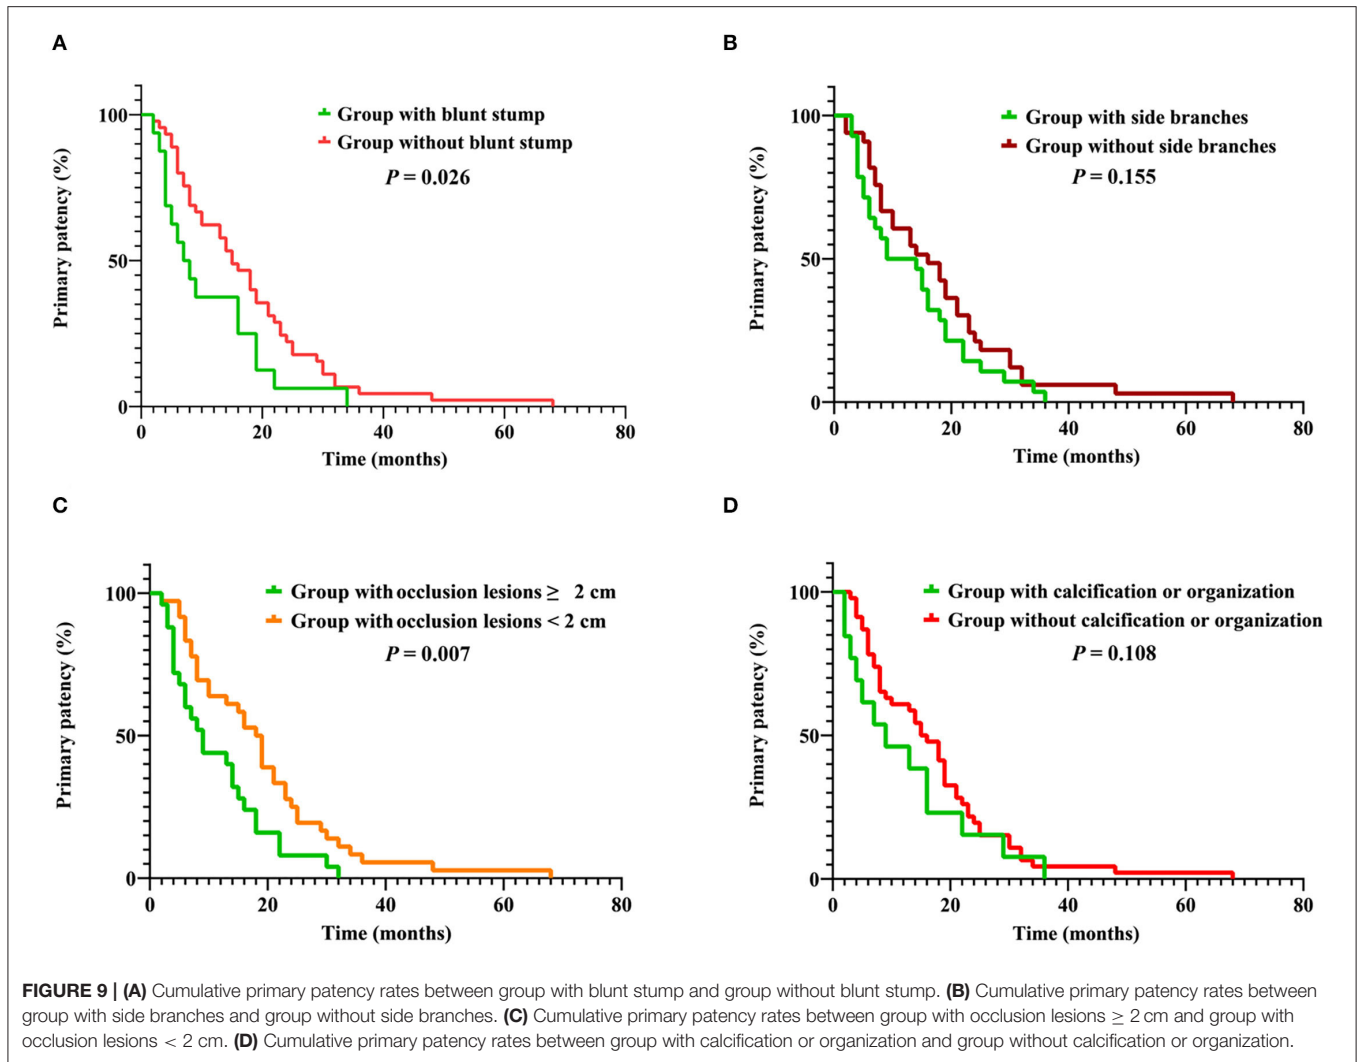 A
100
50
0
0
20
40
60
80
Primary patency (%)
Time (months)
Group with blunt stump
Group without blunt stump
P = 0.026
B
100
50
0
0
20
40
60
80
Primary patency (%)
Time (months)
Group with side branches
Group without side branches
P = 0.155
C
100
50
0
0
20
40
60
80
Primary patency (%)
Time (months)
Group with occlusion lesions ≥ 2 cm
Group with occlusion lesions < 2 cm
P = 0.007
D
100
50
0
0
20
40
60
80
Primary patency (%)
Time (months)
Group with calcification or organization
Group without calcification or organization
P = 0.108
FIGURE 9 | (A) Cumulative primary patency rates between group with blunt stump and group without blunt stump. (B) Cumulative primary patency rates between
group with side branches and group without side branches. (C) Cumulative primary patency rates between group with occlusion lesions ≥ 2 cm and group with
occlusion lesions < 2 cm. (D) Cumulative primary patency rates between group with calcification or organization and group without calcification or organization.